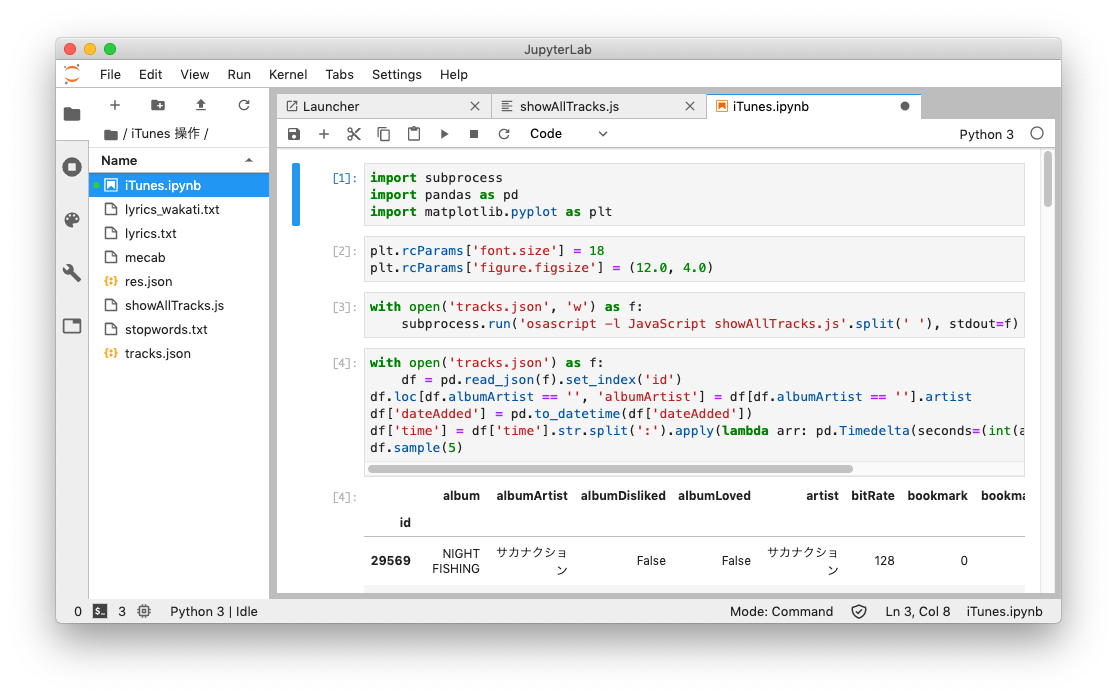 JupyterLab
File Edit View Run Kernel Tabs Settings Help
/ iTunes 操作 /
Name
iTunes.ipynb
lyrics_wakati.txt
lyrics.txt
mecab
res.json
showAllTracks.js
stopwords.txt
tracks.json
Launcher showAllTracks.js iTunes.ipynb
Code Python 3
[1]: import subprocess
import pandas as pd
import matplotlib.pyplot as plt
[2]: plt.rcParams['font.size'] = 18
plt.rcParams['figure.figsize'] = (12.0, 4.0)
[3]: with open('tracks.json', 'w') as f:
subprocess.run('osascript -l JavaScript showAllTracks.js'.split(' '), stdout=f)
[4]: with open('tracks.json') as f:
df = pd.read_json(f).set_index('id')
df.loc[df.albumArtist == '', 'albumArtist'] = df[df.albumArtist == ''].artist
df['dateAdded'] = pd.to_datetime(df['dateAdded'])
df['time'] = df['time'].str.split(':').apply(lambda arr: pd.Timedelta(seconds=(int(a
df.sample(5)
[4]: album albumArtist albumDisliked albumLoved artist bitRate bookmark bookma
id
29569 NIGHT FISHING サカナクション False False サカナクション 128 0
0 $_ 3 Python 3 | Idle Mode: Command Ln 3, Col 8 iTunes.ipynb